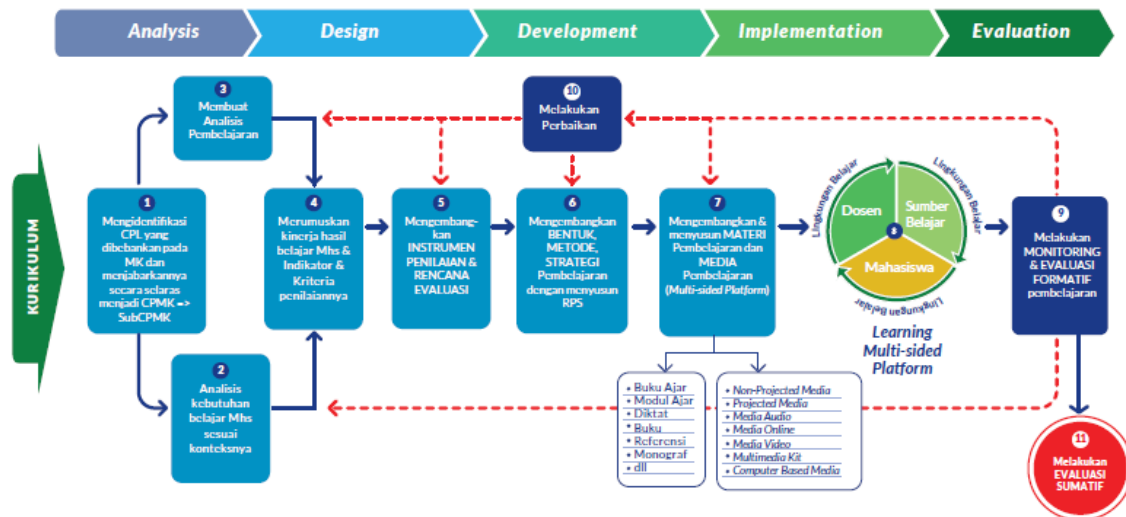 Analysis
Design
Development
Implementation
Evaluation
KURIKULUM
1
Mengidentifikasi
CPL yang
dibebankan pada
MK dan
menjabarkannya
secara selaras
menjadi CPMK =>
SubCPMK
2
Analisis
kebutuhan
belajar Mhs
sesuai
konteksnya
3
Membuat
Analisis
Pembelajaran
4
Merumuskan
kinerja hasil
belajar Mhs &
Indikator &
Kriteria
penilaiannya
5
Mengembang-
kan
INSTRUMEN
PENILAIAN &
RENCANA
EVALUASI
6
Mengembangkan
BENTUK,
METODE,
STRATEGI
Pembelajaran
dengan menyusun
RPS
7
Mengembangkan &
menyusun MATERI
Pembelajaran dan
MEDIA
Pembelajaran
(Multi-sided Platform)
• Buku Ajar
• Modul Ajar
• Diktat
• Buku
• Referensi
• Monograf
• dll
• Non-Projected Media
• Projected Media
• Media Audio
• Media Online
• Media Video
• Multimedia Kit
• Computer Based Media
Lingkungan Belajar
Lingkungan Belajar
Lingkungan Belajar
Dosen
Sumber
Belajar
8
Mahasiswa
Learning
Multi-sided
Platform
9
Melakukan
MONITORING
& EVALUASI
FORMATIF
pembelajaran
10
Melakukan
Perbaikan
11
Melakukan
EVALUASI
SUMATIF